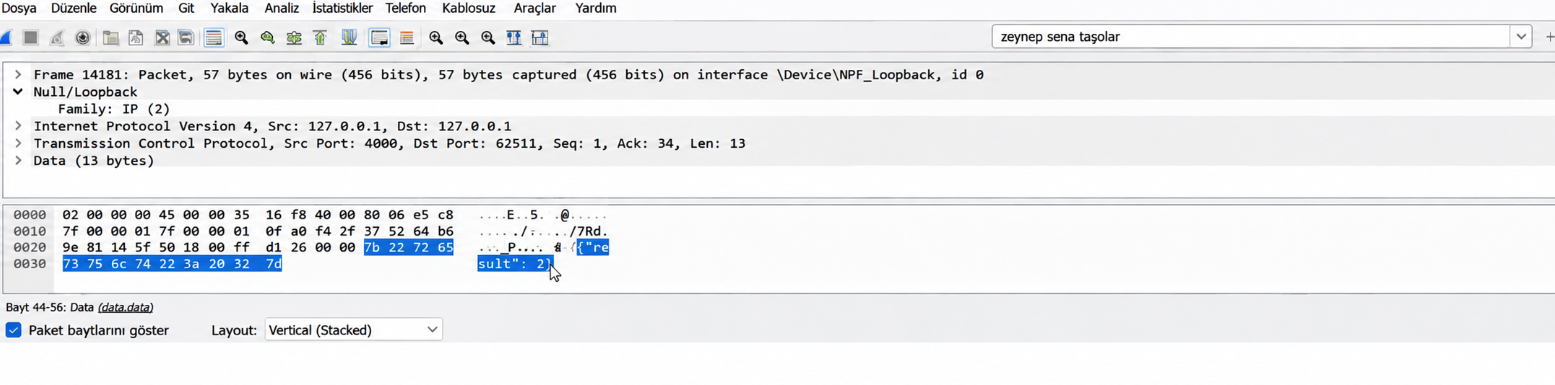 Dosya Düzenle Görünüm Git Yakala Analiz İstatistikler Telefon Kablosuz Araçlar Yardım
zeynep sena taşolar
Frame 14181: Packet, 57 bytes on wire (456 bits), 57 bytes captured (456 bits) on interface \Device\NPF_Loopback, id 0
Null/Loopback
Family: IP (2)
Internet Protocol Version 4, Src: 127.0.0.1, Dst: 127.0.0.1
Transmission Control Protocol, Src Port: 4000, Dst Port: 62511, Seq: 1, Ack: 34, Len: 13
Data (13 bytes)
0000 02 00 00 00 45 00 00 35 16 f8 40 00 80 06 e5 c8 ....E..5. .@.....
0010 7f 00 00 01 7f 00 00 01 0f a0 f4 2f 37 52 64 b6 /7Rd.
0020 9e 81 14 5f 50 18 00 ff d1 26 00 00 7b 22 72 65 {"re
0030 73 75 6c 74 22 3a 20 32 7d sult": 2}
Bayt 44-56: Data (data.data)
Paket baytlarını göster Layout: Vertical (Stacked)